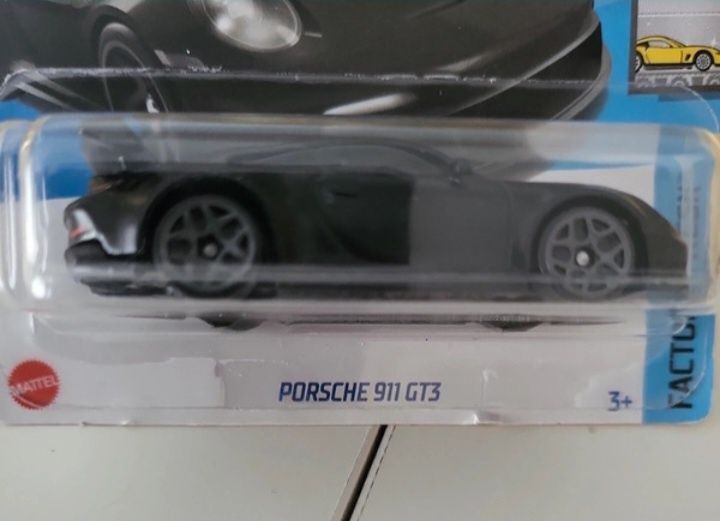 MATTEL
PORSCHE 911 GT3
3+